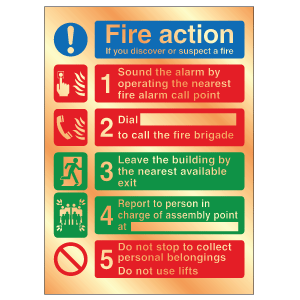 Fire action
If you discover or suspect a fire
1 Sound the alarm by
operating the nearest
fire alarm call point
2 Dial
to call the fire brigade
3 Leave the building by
the nearest available
exit
4 Report to person in
charge of assembly point
at
5 Do not stop to collect
personal belongings
Do not use lifts